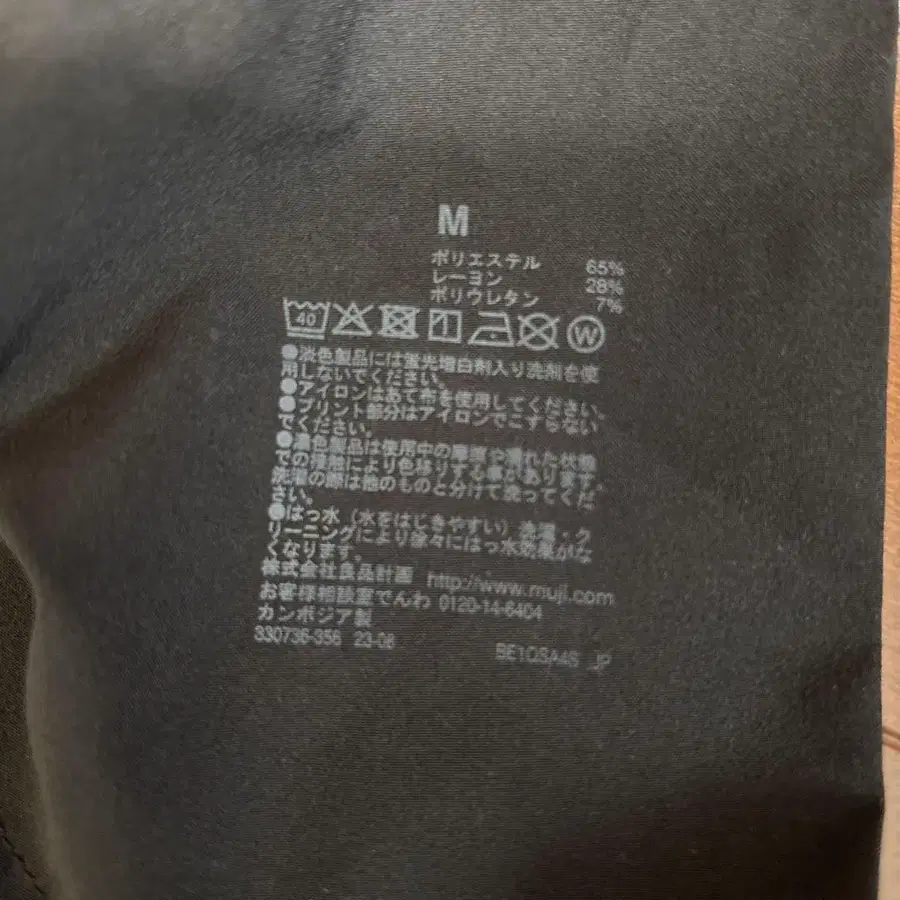 M
ポリエステル 65%
レーヨン 28%
ポリウレタン 7%
40 W
●淡色製品には蛍光増白剤入り洗剤を使
用しないでください。
●アイロンはあて布を使用してください。
●プリント部分はアイロンでこすらない
でください。
●濃色製品は使用中の摩擦や濡れた状態
での接触により色移りする事があります。
洗濯の際は他のものと分けて洗ってくだ
さい。
●はっ水（水をはじきやすい）洗濯・ク
リーニングにより徐々にはっ水効果がな
くなります。
株式会社良品計画 http://www.muji.com
お客様相談室でんわ 0120-14-6404
カンボジア製
330736-356 23-06 JP